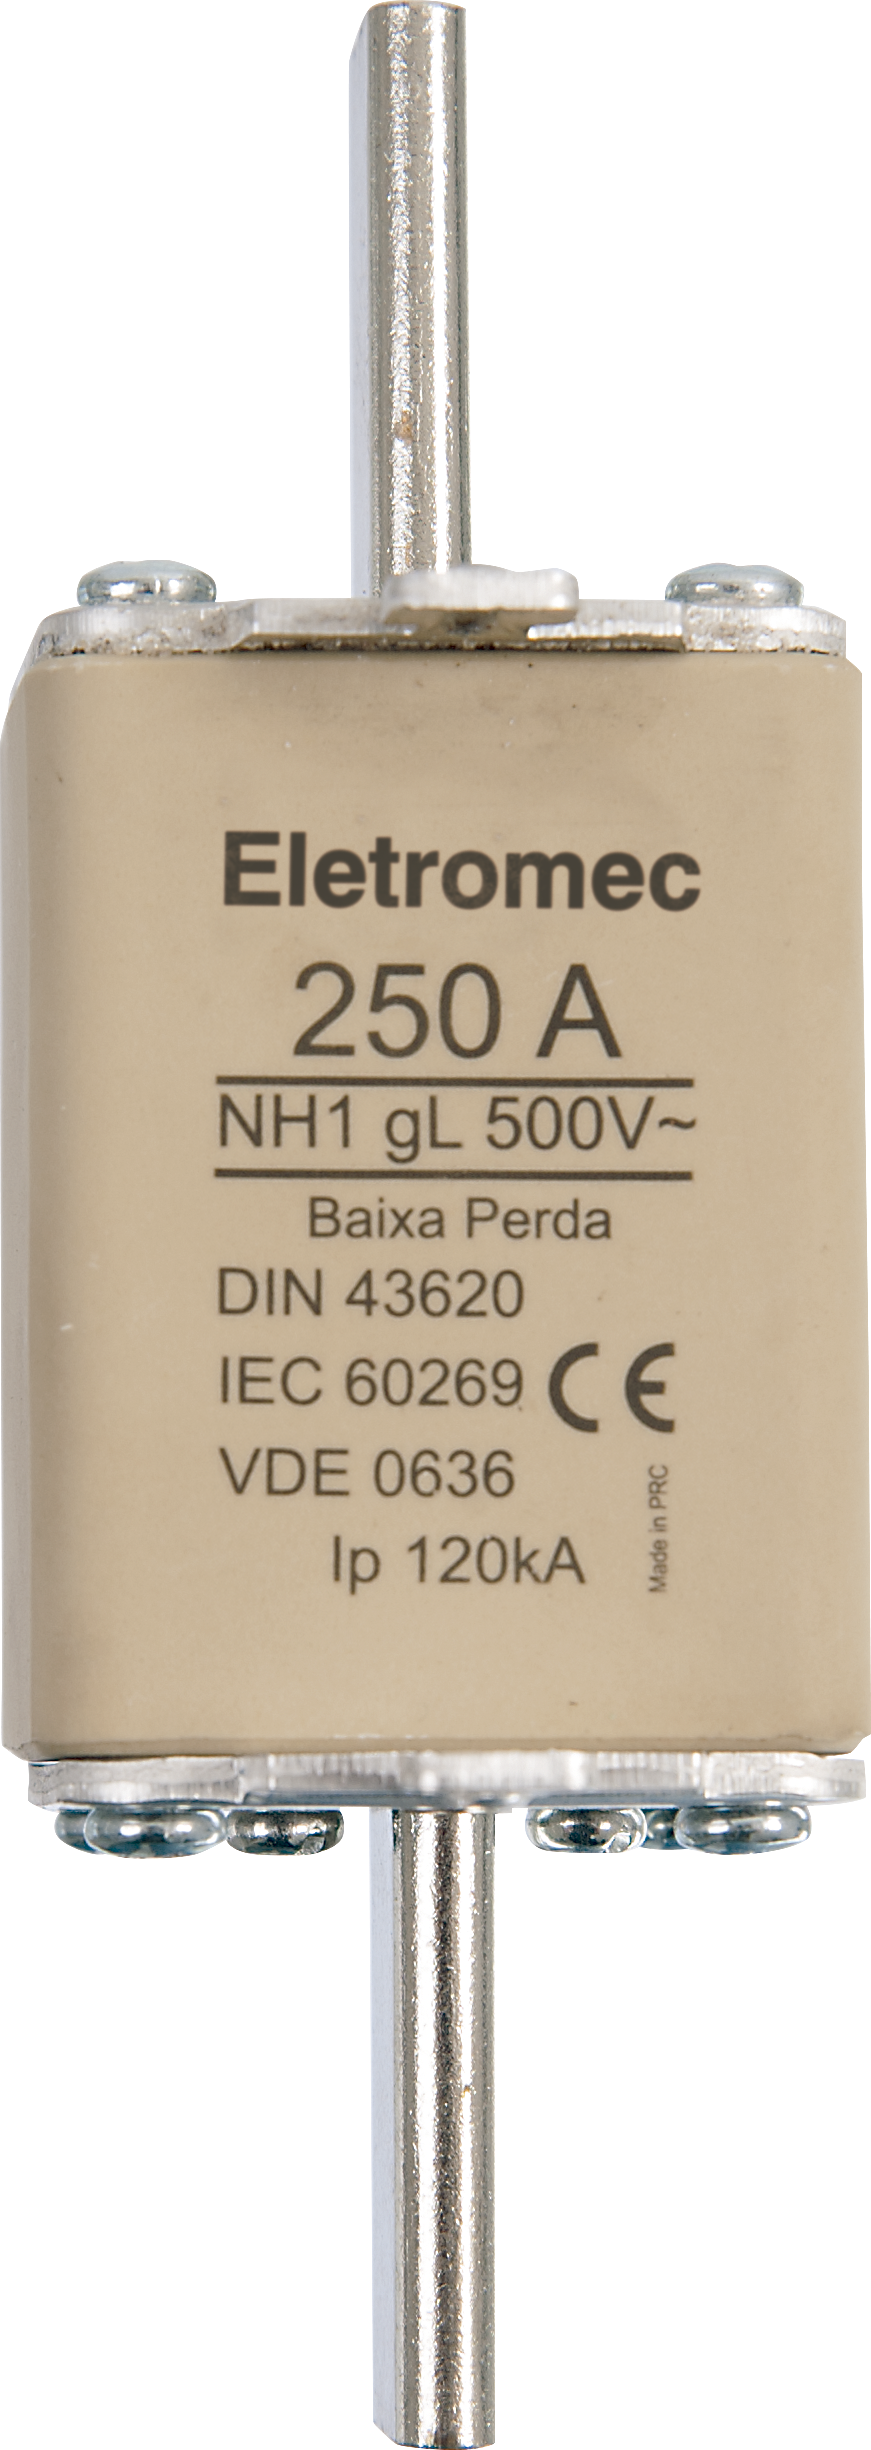 Eletromec
250 A
NH1 gL 500V~
Baixa Perda
DIN 43620
IEC 60269 CE
VDE 0636
Ip 120kA
Made in PRC